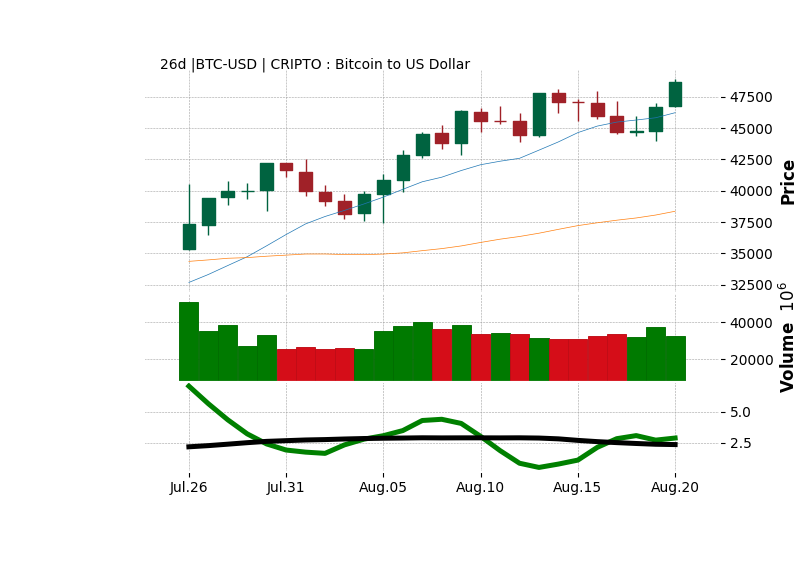 26d |BTC-USD | CRIPTO : Bitcoin to US Dollar
47500
45000
42500
40000
37500
35000
32500
Price
40000
20000
Volume 10^6
5.0
2.5
Jul.26 Jul.31 Aug.05 Aug.10 Aug.15 Aug.20